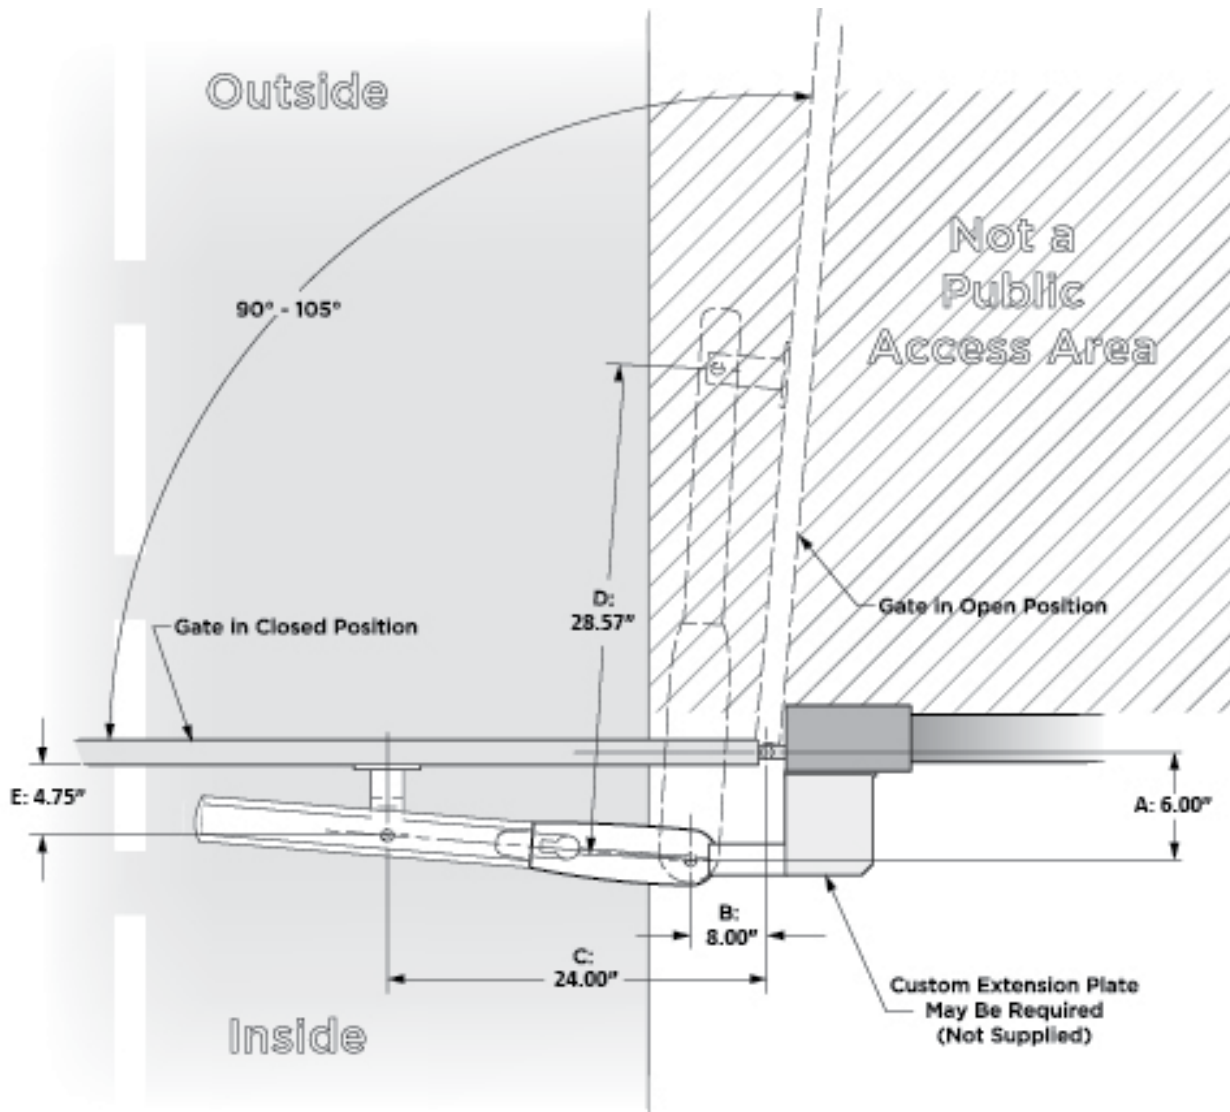 Outside
Not a
Public
Access Area
90° - 105°
D:
28.57"
Gate in Open Position
Gate in Closed Position
E: 4.75"
A: 6.00"
B:
8.00"
C:
24.00"
Custom Extension Plate
May Be Required
(Not Supplied)
Inside